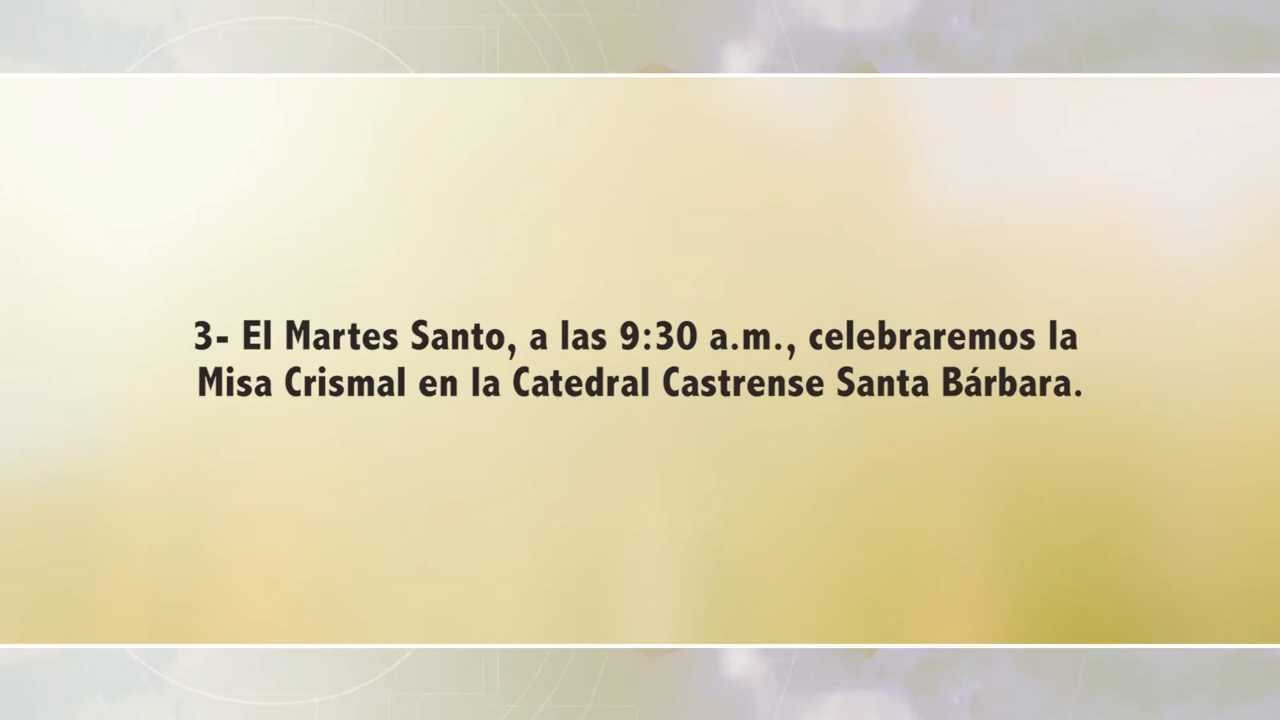 3- El Martes Santo, a las 9:30 a.m., celebraremos la
Misa Crismal en la Catedral Castrense Santa Bárbara.